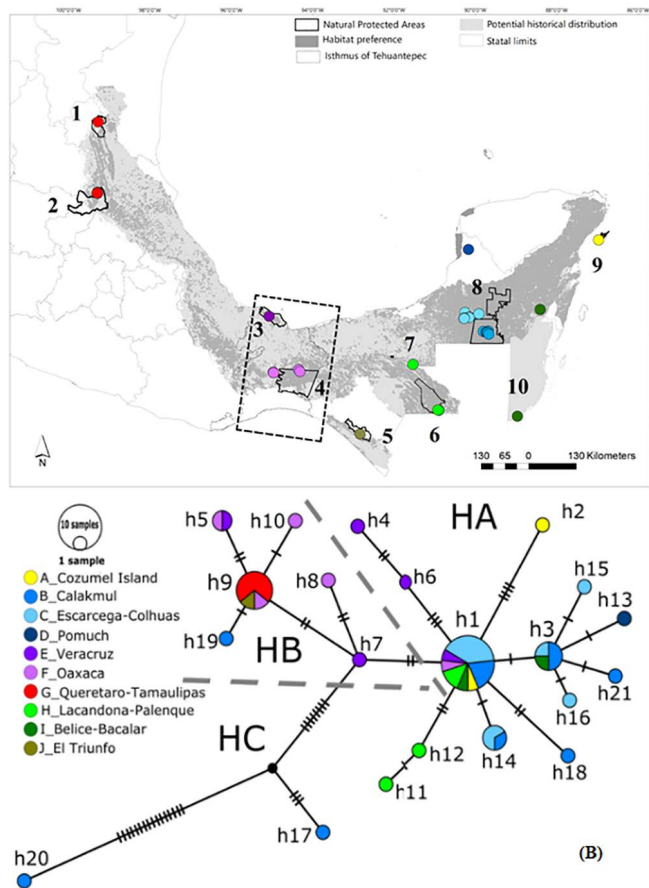 100°0'0"W 98°0'0"W 96°0'0"W 94°0'0"W 92°0'0"W 90°0'0"W 88°0'0"W 86°0'0"W
Natural Protected Areas Potential historical distribution
Habitat preference Statal limits
Isthmus of Tehuantepec
1
2
3
4
5
6
7
8
9
10
N
130 65 0 130 Kilometers
10 samples
1 sample
A_Cozumel Island
B_Calakmul
C_Escarcega-Colhuas
D_Pomuch
E_Veracruz
F_Oaxaca
G_Queretaro-Tamaulipas
H_Lacandona-Palenque
I_Belice-Bacalar
J_El Triunfo
HA
HB
HC
h5
h10
h4
h2
h9
h8
h6
h1
h15
h13
h3
h19
h7
h21
h16
h12
h14
h18
h11
h17
h20
(B)